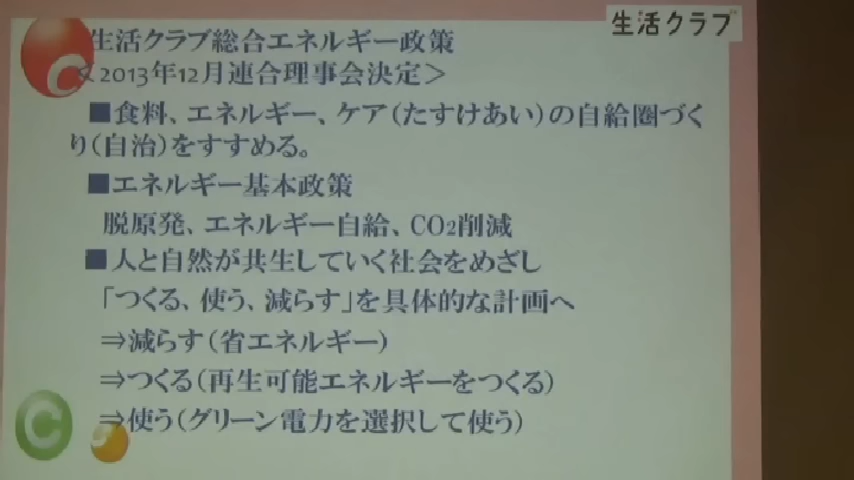 生活クラブ
生活クラブ総合エネルギー政策
<2013年12月連合理事会決定>
■食料、エネルギー、ケア(たすけあい)の自給圏づく
り(自治)をすすめる。
■エネルギー基本政策
脱原発、エネルギー自給、CO2削減
■人と自然が共生していく社会をめざし
「つくる、使う、減らす」を具体的な計画へ
⇒減らす(省エネルギー)
⇒つくる(再生可能エネルギーをつくる)
⇒使う(グリーン電力を選択して使う)
C
C